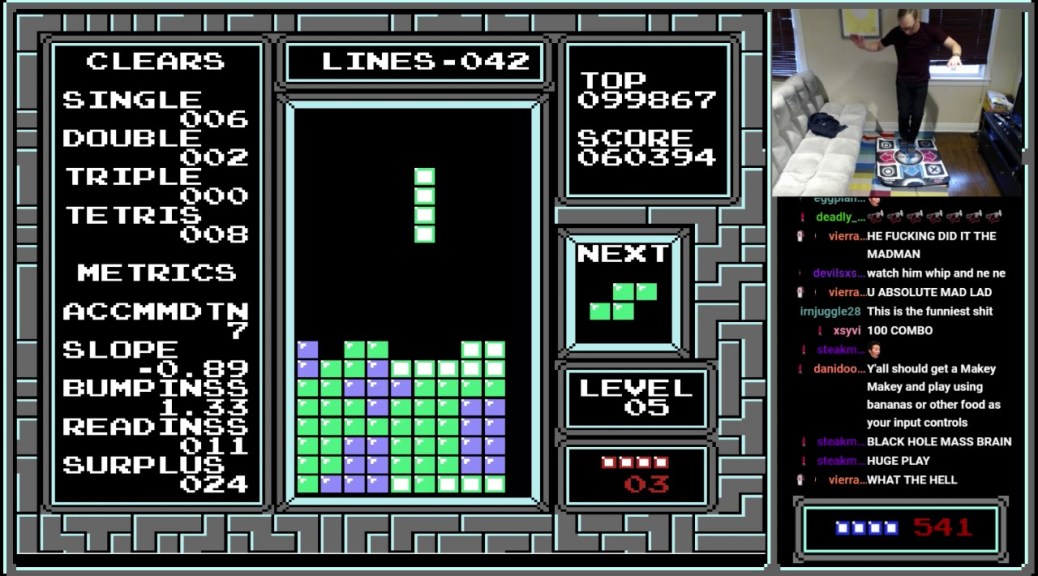 CLEARS
SINGLE
006
DOUBLE
002
TRIPLE
000
TETRIS
008
METRICS
ACCMMDTN
7
SLOPE
-0.89
BUMPINSS
1.33
READINSS
011
SURPLUS
024
LINES-042
TOP
099867
SCORE
060394
NEXT
LEVEL
05
03
eggplan...
deadly_...
vierra... HE FUCKING DID IT THE
MADMAN
devilsxs... watch him whip and ne ne
vierra... U ABSOLUTE MAD LAD
irnjuggle28 This is the funniest shit
xsyvi 100 COMBO
steakm...
danidoo... Y'all should get a Makey
Makey and play using
bananas or other food as
your input controls
steakm... BLACK HOLE MASS BRAIN
steakm... HUGE PLAY
vierra... WHAT THE HELL
541